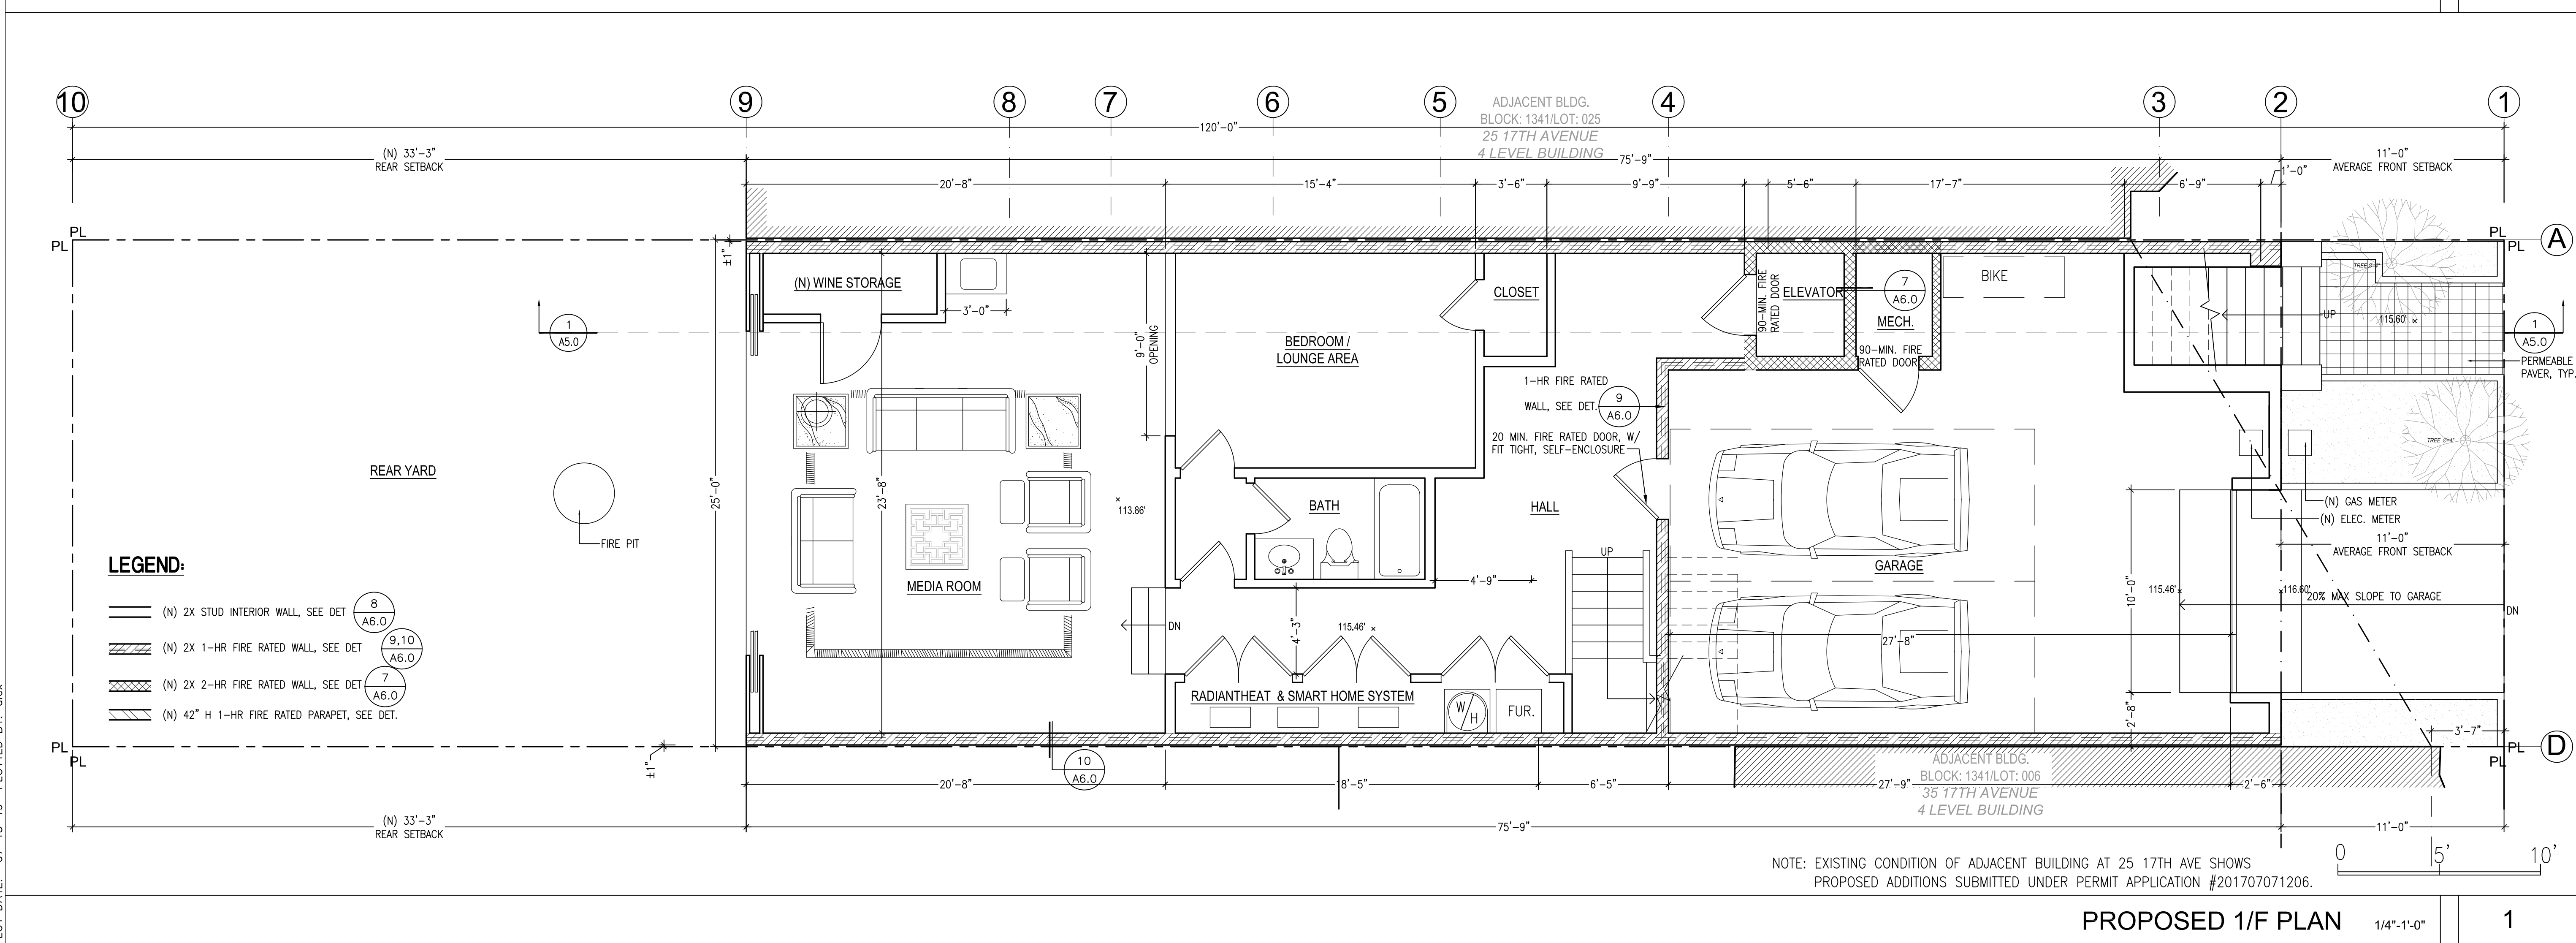 10
9
8
7
6
5
4
3
2
1
ADJACENT BLDG.
BLOCK: 1341/LOT: 025
25 17TH AVENUE
4 LEVEL BUILDING
120'-0"
(N) 33'-3"
REAR SETBACK
75'-9"
11'-0"
AVERAGE FRONT SETBACK
20'-8"
15'-4"
3'-6"
9'-9"
5'-6"
17'-7"
6'-9"
1'-0"
PL
PL
PL
PL
A
±1"
(N) WINE STORAGE
3'-0"
9'-0"
OPENING
BEDROOM /
LOUNGE AREA
CLOSET
90-MIN. FIRE
RATED DOOR
ELEVATOR
7
A6.0
MECH.
90-MIN. FIRE
RATED DOOR
BIKE
UP
TREE
115.60' ×
1
A5.0
1
A5.0
PERMEABLE
PAVER, TYP.
1-HR FIRE RATED
WALL, SEE DET.
9
A6.0
20 MIN. FIRE RATED DOOR, W/
FIT TIGHT, SELF-ENCLOSURE
TREE
REAR YARD
FIRE PIT
25'-0"
23'-8"
× 113.86'
BATH
HALL
(N) GAS METER
(N) ELEC. METER
11'-0"
AVERAGE FRONT SETBACK
UP
GARAGE
MEDIA ROOM
4'-9"
10'-0"
115.46'
116.60'
20% MAX SLOPE TO GARAGE
DN
DN
4'-3"
115.46' ×
27'-8"
LEGEND:
(N) 2X STUD INTERIOR WALL, SEE DET
8
A6.0
(N) 2X 1-HR FIRE RATED WALL, SEE DET
9,10
A6.0
(N) 2X 2-HR FIRE RATED WALL, SEE DET
7
A6.0
(N) 42" H 1-HR FIRE RATED PARAPET, SEE DET.
RADIANTHEAT & SMART HOME SYSTEM
W/H
FUR.
2'-8"
3'-7"
PL
PL
PL
PL
D
±1"
10
A6.0
ADJACENT BLDG.
BLOCK: 1341/LOT: 006
35 17TH AVENUE
4 LEVEL BUILDING
20'-8"
18'-5"
6'-5"
27'-9"
2'-6"
(N) 33'-3"
REAR SETBACK
75'-9"
11'-0"
NOTE: EXISTING CONDITION OF ADJACENT BUILDING AT 25 17TH AVE SHOWS
PROPOSED ADDITIONS SUBMITTED UNDER PERMIT APPLICATION #201707071206.
0 5' 10'
PROPOSED 1/F PLAN 1/4"-1'-0" 1